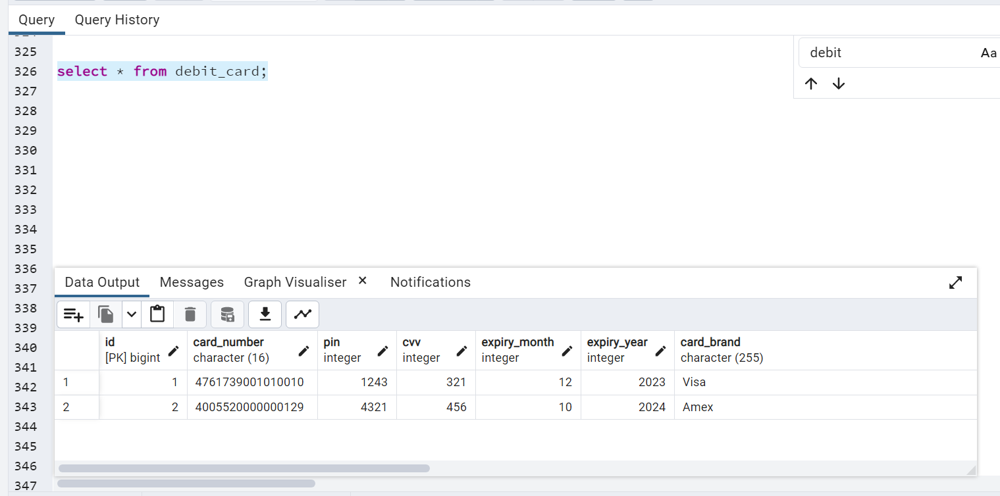 Query Query History
325
326 select * from debit_card;
327
328
329
330
331
332
333
334
335
336
337
338
339
340
341
342
343
344
345
346
347
debit Aa
Data Output Messages Graph Visualiser × Notifications
id card_number pin cvv expiry_month expiry_year card_brand
[PK] bigint character (16) integer integer integer integer character (255)
1 1 4761739001010010 1243 321 12 2023 Visa
2 2 4005520000000129 4321 456 10 2024 Amex